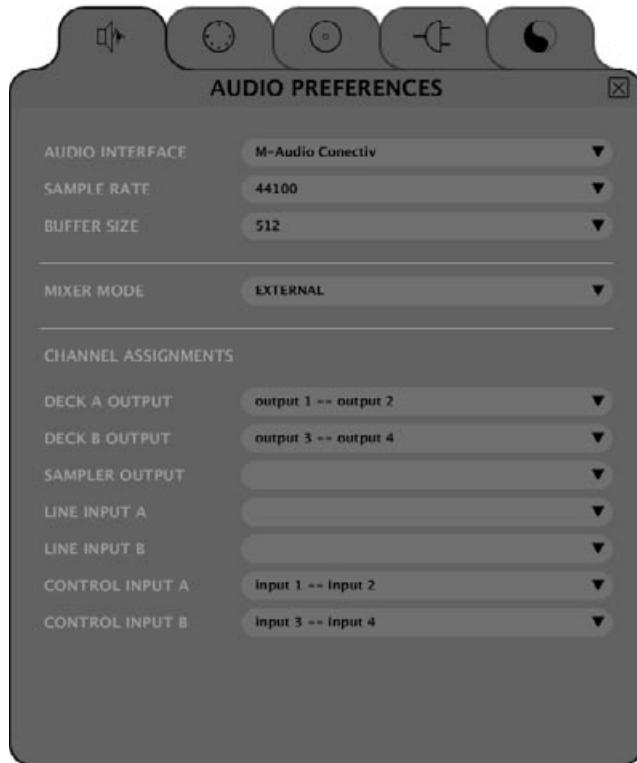 AUDIO PREFERENCES
AUDIO INTERFACE M-Audio Conectiv
SAMPLE RATE 44100
BUFFER SIZE 512
MIXER MODE EXTERNAL
CHANNEL ASSIGNMENTS
DECK A OUTPUT output 1 -- output 2
DECK B OUTPUT output 3 -- output 4
SAMPLER OUTPUT
LINE INPUT A
LINE INPUT B
CONTROL INPUT A input 1 -- input 2
CONTROL INPUT B input 3 -- input 4